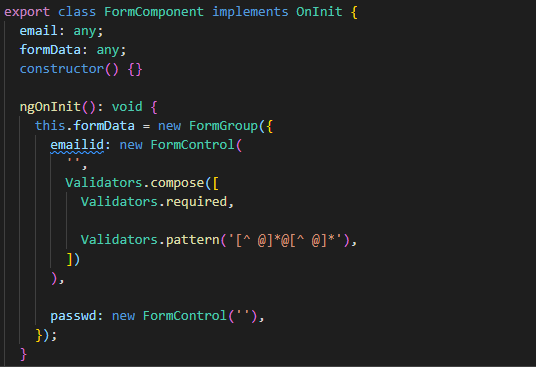 export class FormComponent implements OnInit {
  email: any;
  formData: any;
  constructor() {}
  ngOnInit(): void {
    this.formData = new FormGroup({
      emailid: new FormControl(
        '',
        Validators.compose([
          Validators.required,
          Validators.pattern('[^ @]*@[^ @]*'),
        ])
      ),
      passwd: new FormControl(''),
    });
  }